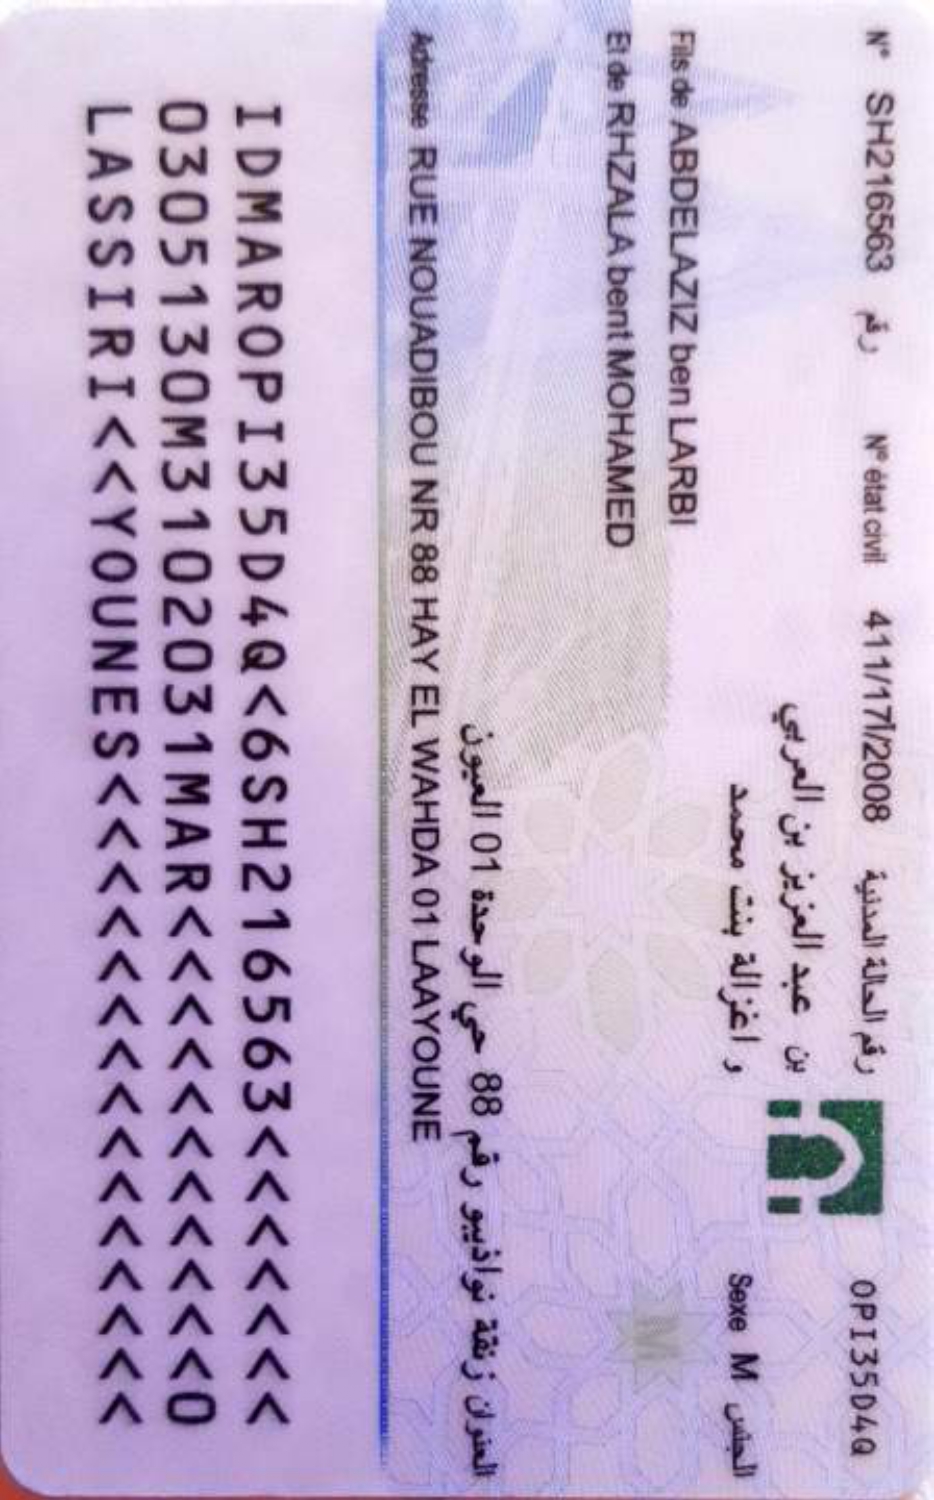 N° SH216563 رقم N° état civil 411/171/2008 رقم الحالة المدنية OPI35D4Q
Fils de ABDELAZIZ ben LARBI
بن عبد العزيز بن العربي
Et de RHZALA bent MOHAMED
و اغزالة بنت محمد
Sexe M الجنس
M
العنوان زنقة نواذيبو رقم 88 حي الوحدة 01 العيون
Adresse RUE NOUADIBOU NR 88 HAY EL WAHDA 01 LAAYOUNE
IDMAROPI35D4Q<6SH216563<<<<<<<
0305130M3102031MAR<<<<<<<<<<<0
LASSIRI<<YOUNES<<<<<<<<<<<<<<<